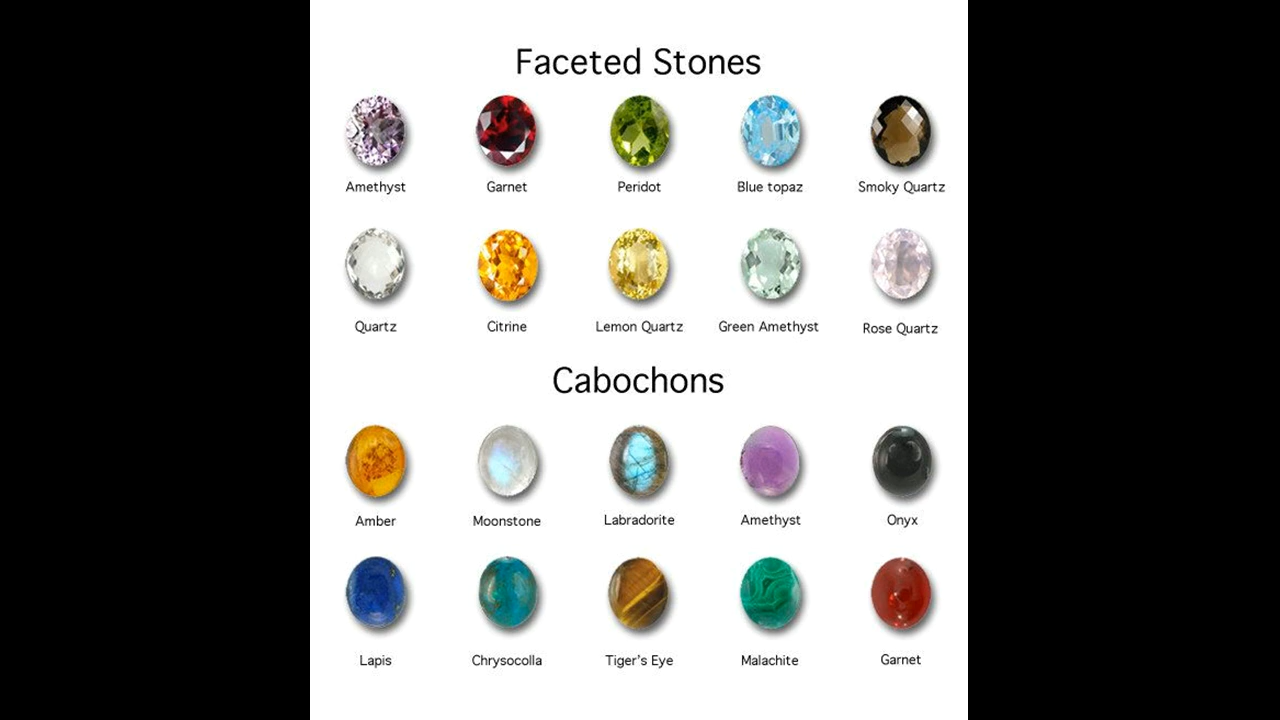 Faceted Stones
Amethyst Garnet Peridot Blue topaz Smoky Quartz
Quartz Citrine Lemon Quartz Green Amethyst Rose Quartz
Cabochons
Amber Moonstone Labradorite Amethyst Onyx
Lapis Chrysocolla Tiger's Eye Malachite Garnet